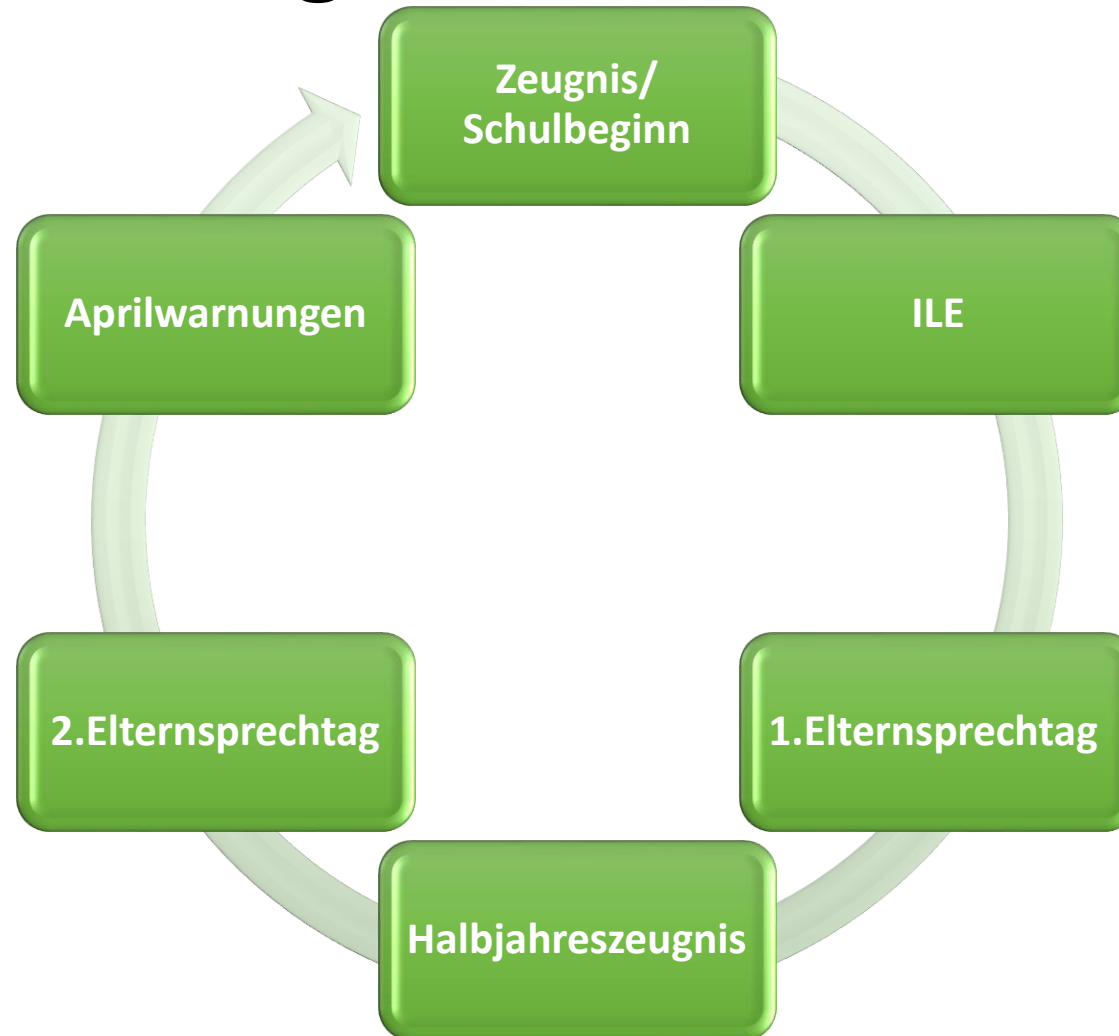 Zeugnis/
Schulbeginn
ILE
1.Elternsprechtag
Halbjahreszeugnis
2.Elternsprechtag
Aprilwarnungen